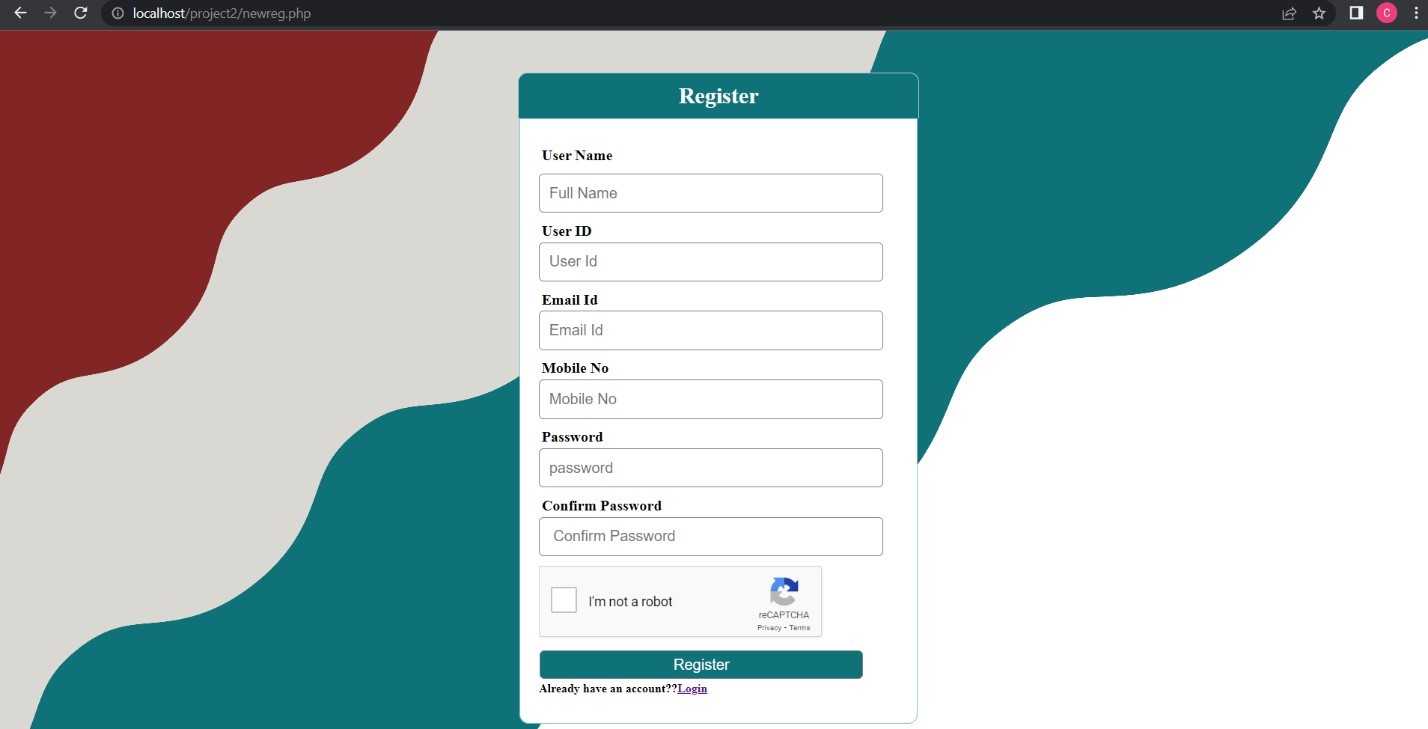 localhost/project2/newreg.php
C
Register
User Name
Full Name
User ID
User Id
Email Id
Email Id
Mobile No
Mobile No
Password
password
Confirm Password
Confirm Password
I'm not a robot
reCAPTCHA
Privacy - Terms
Register
Already have an account??Login